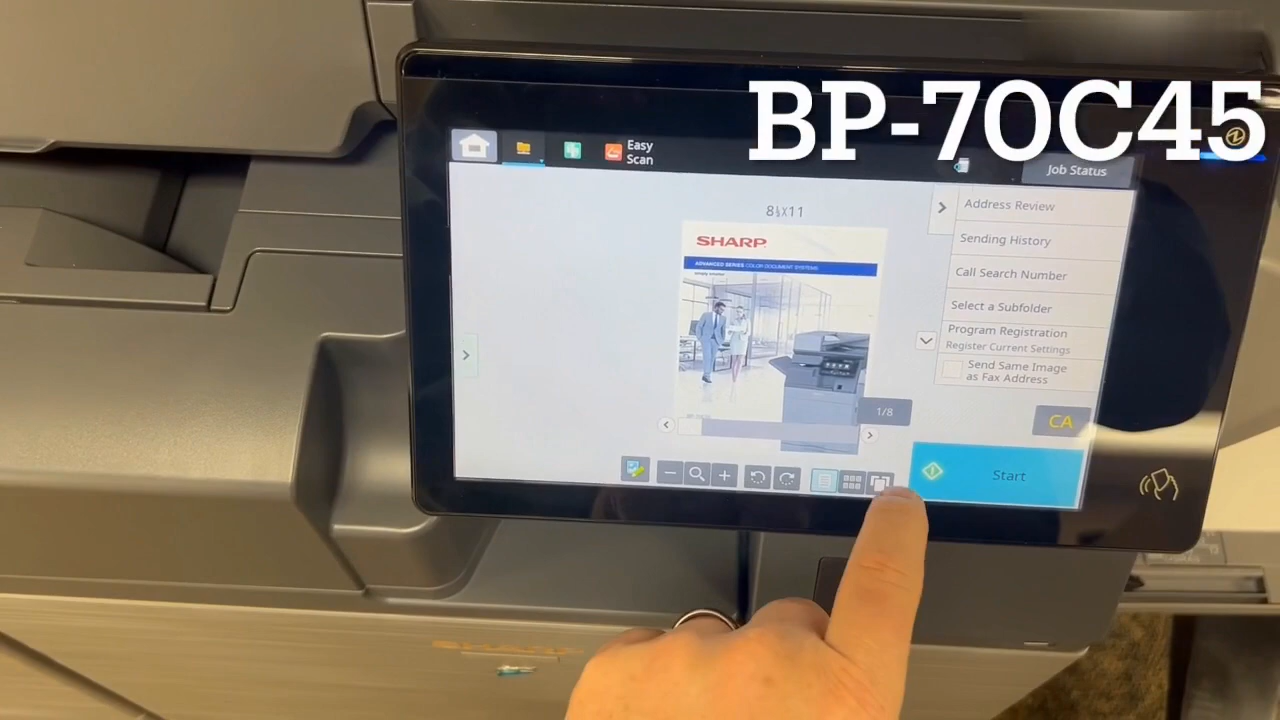 BP-70C45
Easy
Scan
Job Status
8½X11
SHARP
ADVANCED SERIES COLOR DOCUMENT SYSTEMS
Address Review
Sending History
Call Search Number
Select a Subfolder
Program Registration
Register Current Settings
Send Same Image
as Fax Address
1/8
CA
Start
SHARP